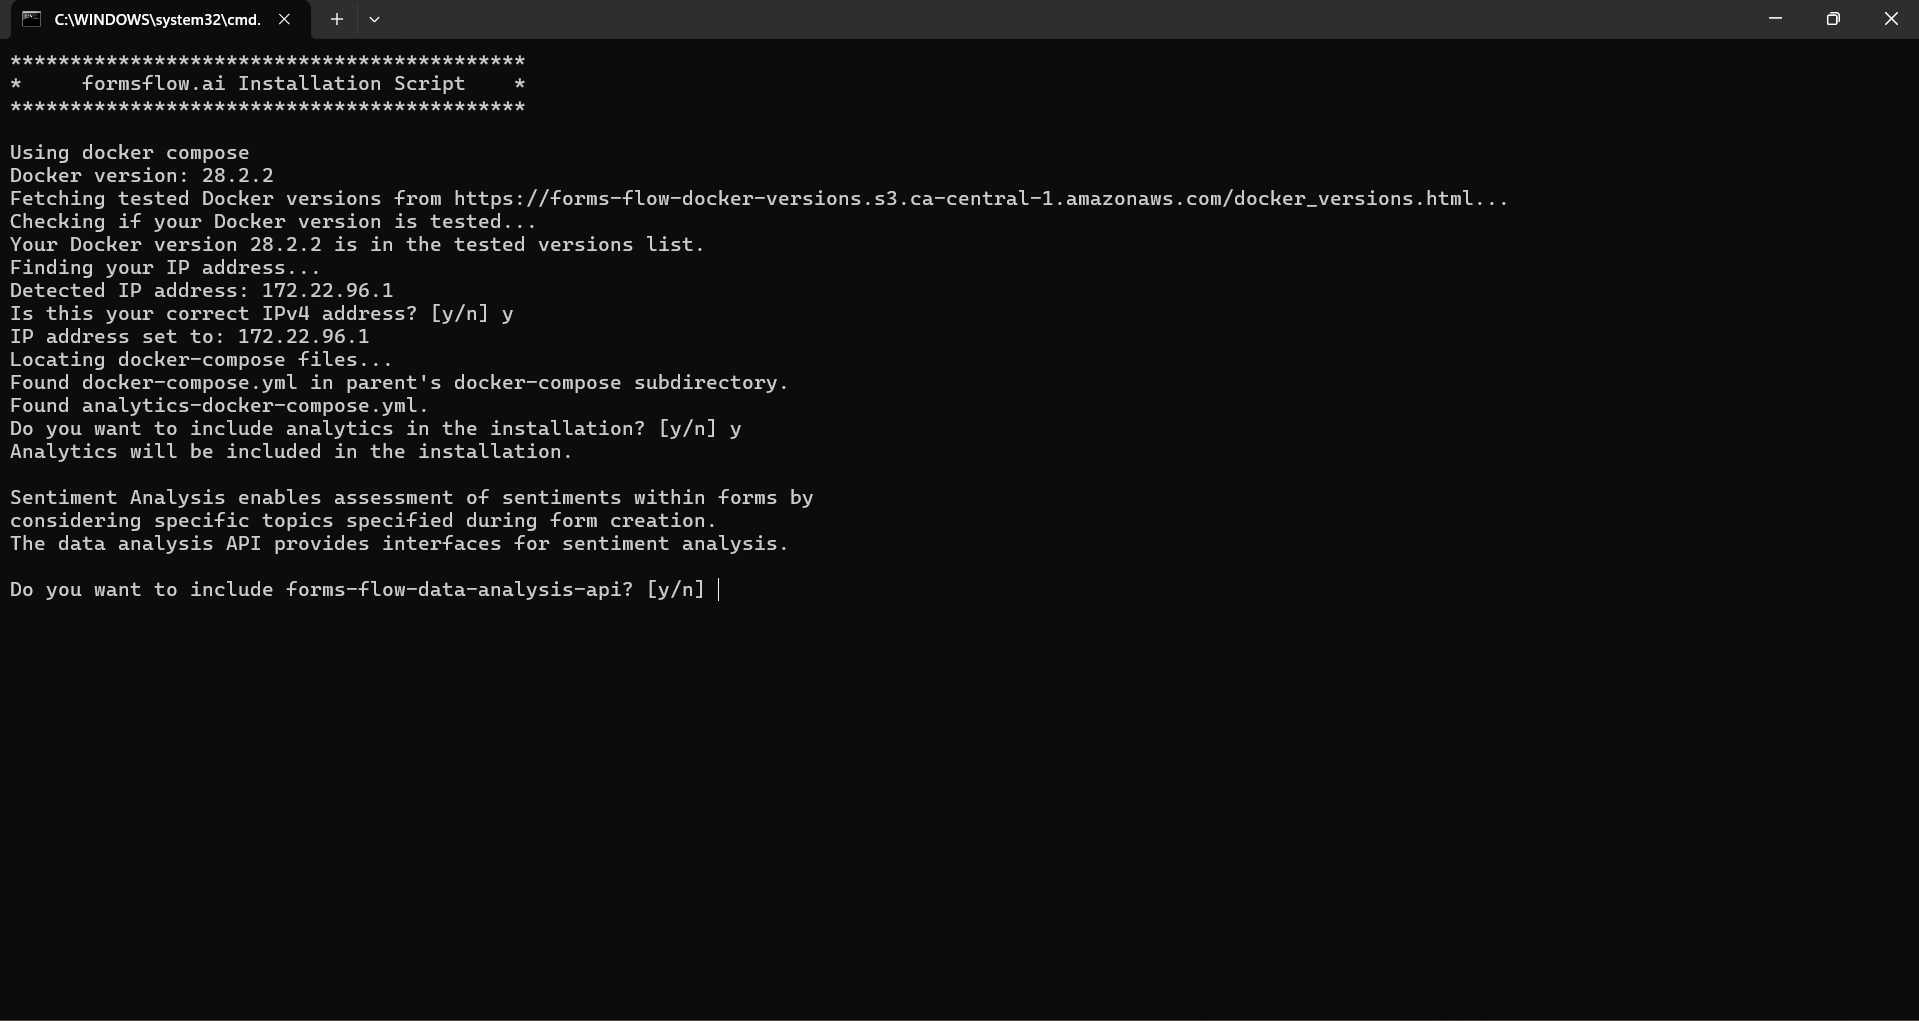 C:\WINDOWS\system32\cmd.
*******************************************
*     formsflow.ai Installation Script    *
*******************************************
Using docker compose
Docker version: 28.2.2
Fetching tested Docker versions from https://forms-flow-docker-versions.s3.ca-central-1.amazonaws.com/docker_versions.html...
Checking if your Docker version is tested...
Your Docker version 28.2.2 is in the tested versions list.
Finding your IP address...
Detected IP address: 172.22.96.1
Is this your correct IPv4 address? [y/n] y
IP address set to: 172.22.96.1
Locating docker-compose files...
Found docker-compose.yml in parent's docker-compose subdirectory.
Found analytics-docker-compose.yml.
Do you want to include analytics in the installation? [y/n] y
Analytics will be included in the installation.
Sentiment Analysis enables assessment of sentiments within forms by
considering specific topics specified during form creation.
The data analysis API provides interfaces for sentiment analysis.
Do you want to include forms-flow-data-analysis-api? [y/n]